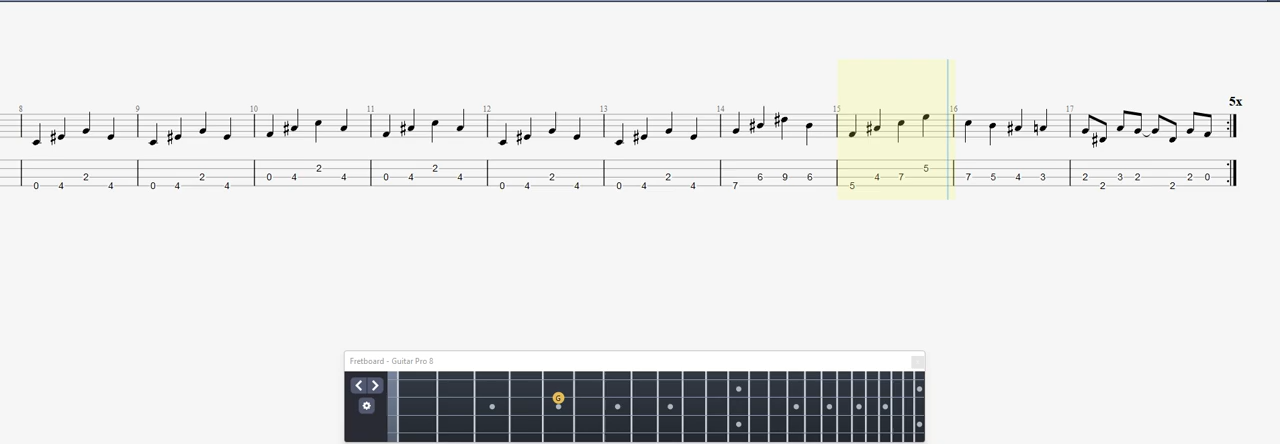 5x
8 9 10 11 12 13 14 15 16 17
2 2 5
2 2 0 4 4 0 4 4 2 2 6 9 6 4 7 7 5 4 3 2 3 2 2 0
0 4 4 0 4 4 0 4 4 0 4 4 7 5 2 2
Fretboard - Guitar Pro 8
G